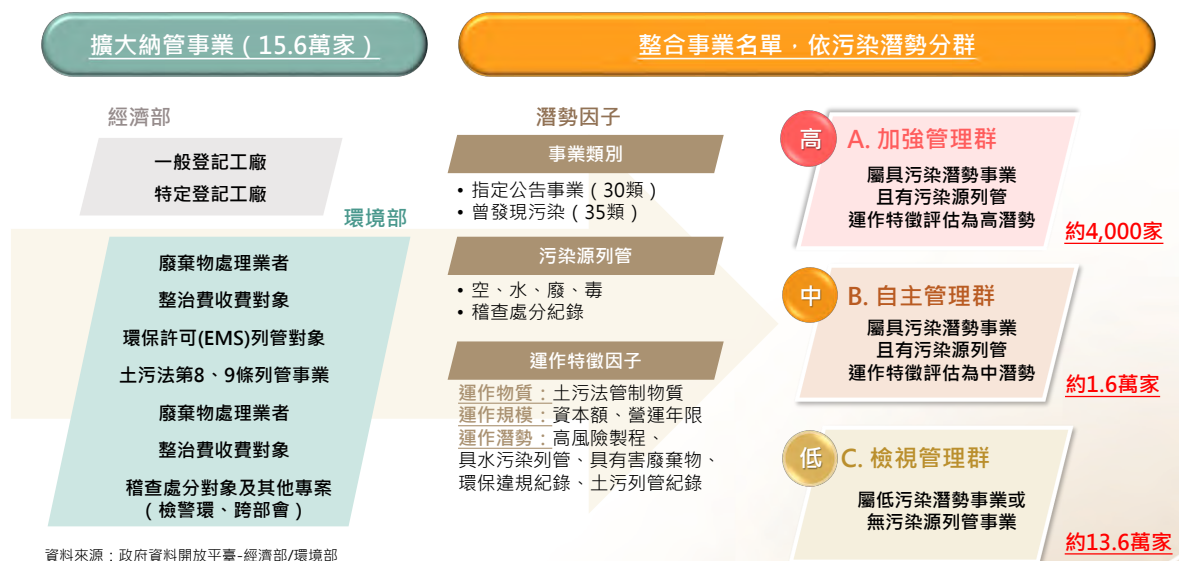 擴大納管事業（15.6萬家）
整合事業名單，依污染潛勢分群
經濟部
一般登記工廠
特定登記工廠
環境部
廢棄物處理業者
整治費收費對象
環保許可(EMS)列管對象
土污法第8、9條列管事業
廢棄物處理業者
整治費收費對象
稽查處分對象及其他專案
（檢警環、跨部會）
資料來源：政府資料開放平臺-經濟部/環境部
潛勢因子
事業類別
• 指定公告事業（30類）
• 曾發現污染（35類）
污染源列管
• 空、水、廢、毒
• 稽查處分紀錄
運作特徵因子
運作物質：土污法管制物質
運作規模：資本額、營運年限
運作潛勢：高風險製程、
具水污染列管、具有害廢棄物、
環保違規紀錄、土污列管紀錄
高
A. 加強管理群
屬具污染潛勢事業
且有污染源列管
運作特徵評估為高潛勢
約4,000家
中
B. 自主管理群
屬具污染潛勢事業
且有污染源列管
運作特徵評估為中潛勢
約1.6萬家
低
C. 檢視管理群
屬低污染潛勢事業或
無污染源列管事業
約13.6萬家